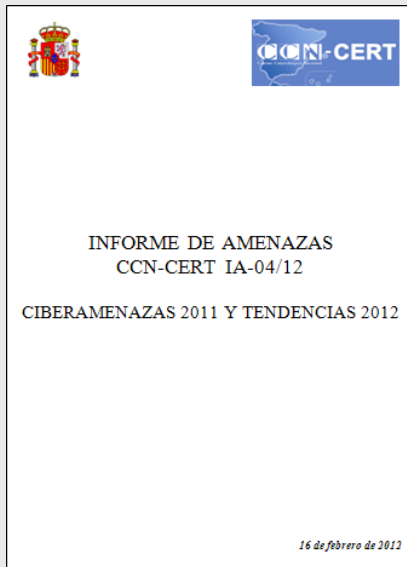 CCN-CERT
INFORME DE AMENAZAS
CCN-CERT IA-04/12
CIBERAMENAZAS 2011 Y TENDENCIAS 2012
16 de febrero de 2012